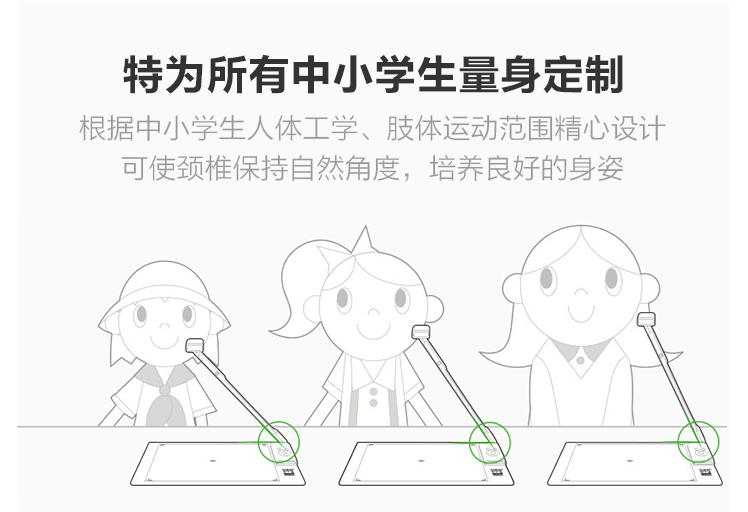 特为所有中小学生量身定制
根据中小学生人体工学、肢体运动范围精心设计
可使颈椎保持自然角度，培养良好的身姿